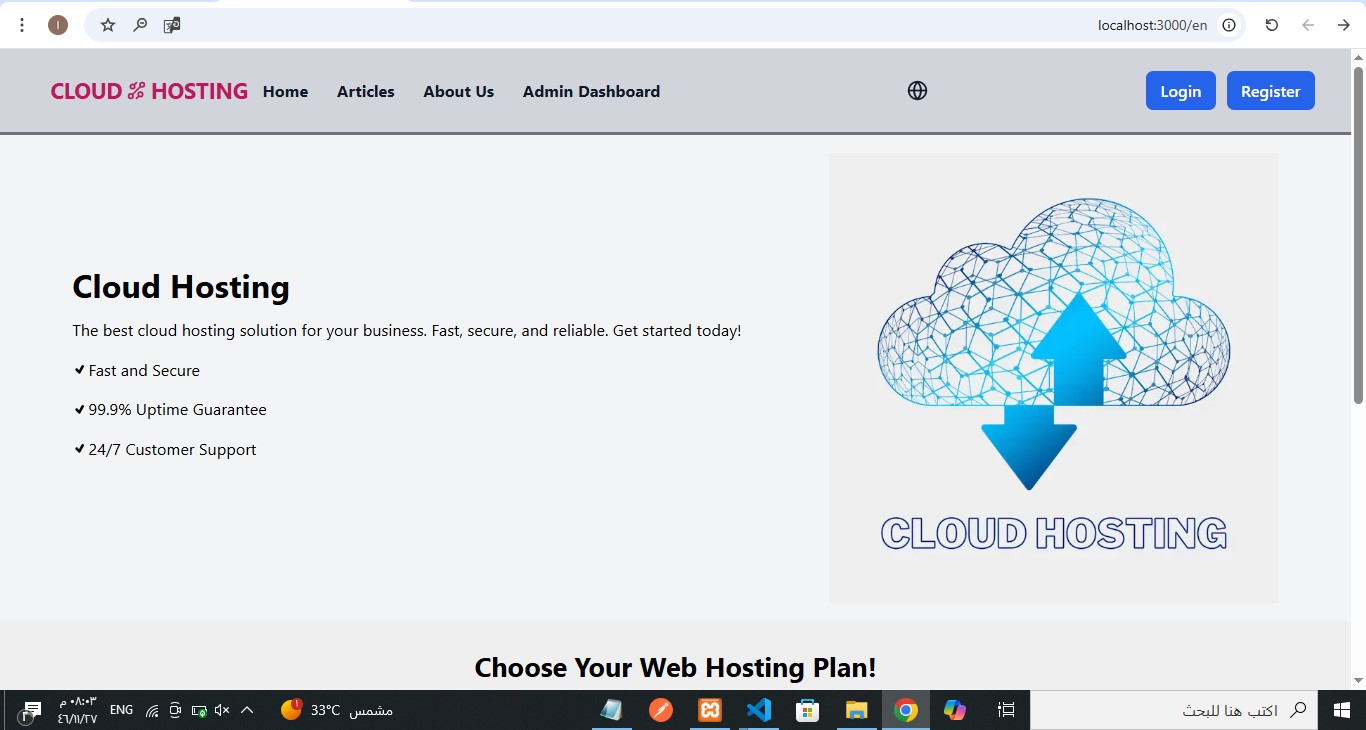 I
localhost:3000/en
CLOUD HOSTING Home Articles About Us Admin Dashboard Login Register
Cloud Hosting
The best cloud hosting solution for your business. Fast, secure, and reliable. Get started today!
✔ Fast and Secure
✔ 99.9% Uptime Guarantee
✔ 24/7 Customer Support
CLOUD HOSTING
Choose Your Web Hosting Plan!
٠٨:٠٣ م
٤٦/١١/٢٧
ENG
33°C مشمس
اكتب هنا للبحث